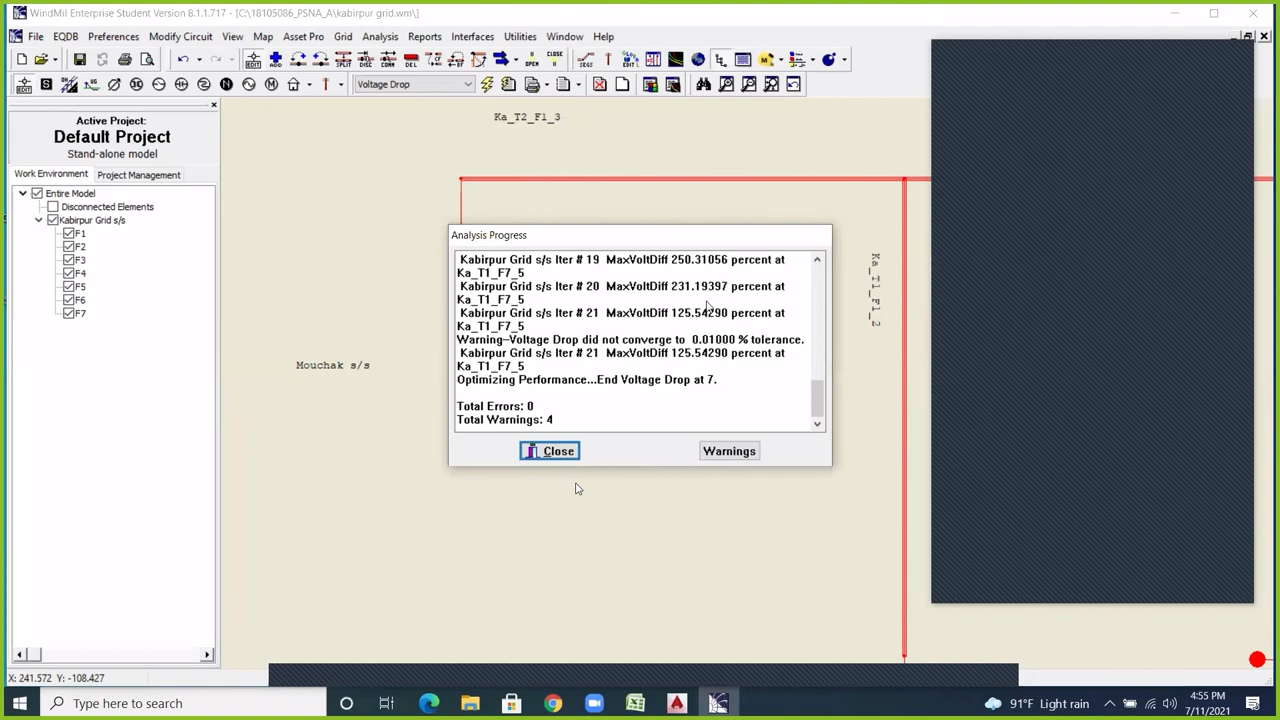 WindMil Enterprise Student Version 8.1.1.717 - [C:\18105086_PSNA_A\kabirpur grid.wm\]
File EQDB Preferences Modify Circuit View Map Asset Pro Grid Analysis Reports Interfaces Utilities Window Help
Voltage Drop
Active Project:
Default Project
Stand-alone model
Work Environment Project Management
Entire Model
Disconnected Elements
Kabirpur Grid s/s
F1
F2
F3
F4
F5
F6
F7
Ka_T2_F1_3
Ka_T1_F1_2
Mouchak s/s
Analysis Progress
Kabirpur Grid s/s Iter # 19 MaxVoltDiff 250.31056 percent at
Ka_T1_F7_5
Kabirpur Grid s/s Iter # 20 MaxVoltDiff 231.19397 percent at
Ka_T1_F7_5
Kabirpur Grid s/s Iter # 21 MaxVoltDiff 125.54290 percent at
Ka_T1_F7_5
Warning--Voltage Drop did not converge to 0.01000 % tolerance.
Kabirpur Grid s/s Iter # 21 MaxVoltDiff 125.54290 percent at
Ka_T1_F7_5
Optimizing Performance...End Voltage Drop at 7.
Total Errors: 0
Total Warnings: 4
Close Warnings
X: 241.572 Y: -108.427
Type here to search
91°F Light rain
4:55 PM
7/11/2021